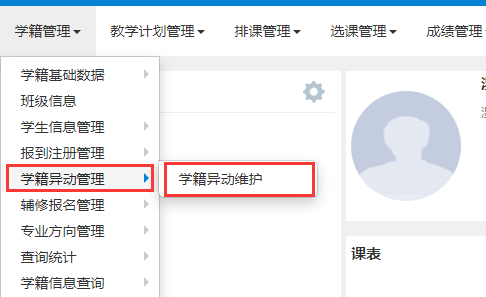 学籍管理 教学计划管理 排课管理 选课管理 成绩管理
学籍基础数据
班级信息
学生信息管理
报到注册管理
学籍异动管理 学籍异动维护
辅修报名管理
专业方向管理
课表
查询统计
学籍信息查询